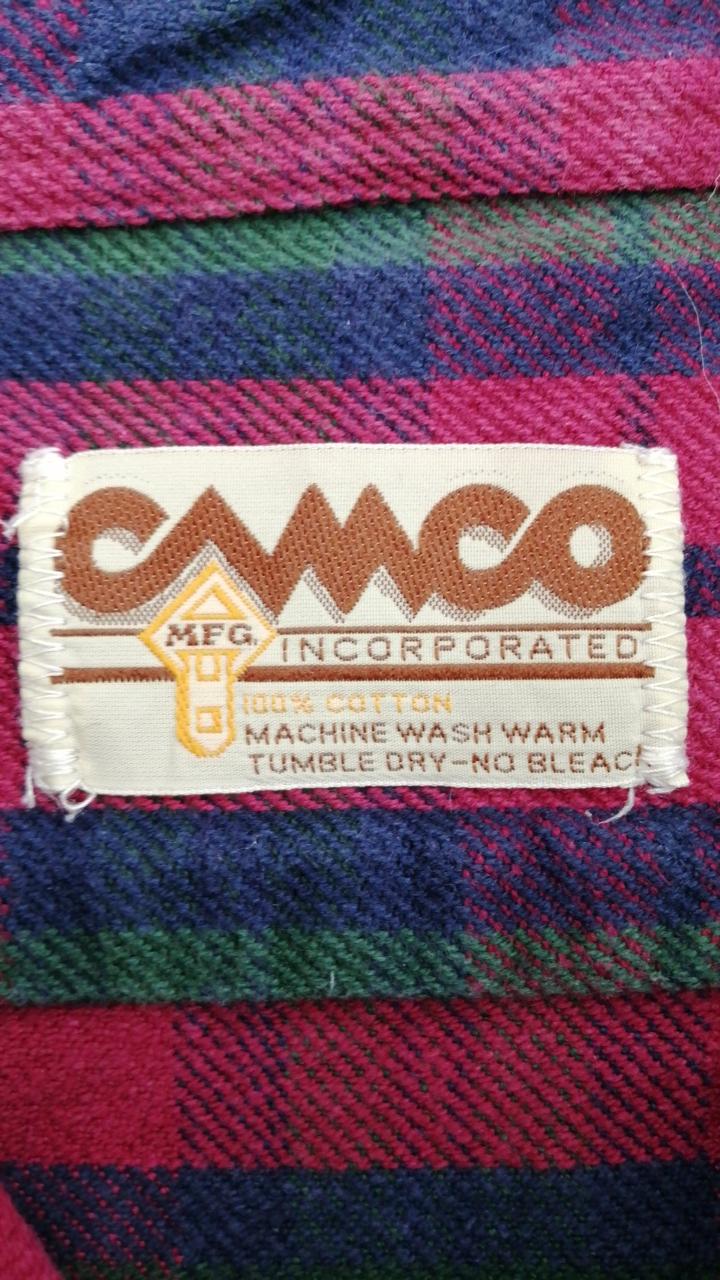 CAMCO
MFG.
INCORPORATED
100% COTTON
MACHINE WASH WARM
TUMBLE DRY-NO BLEACH